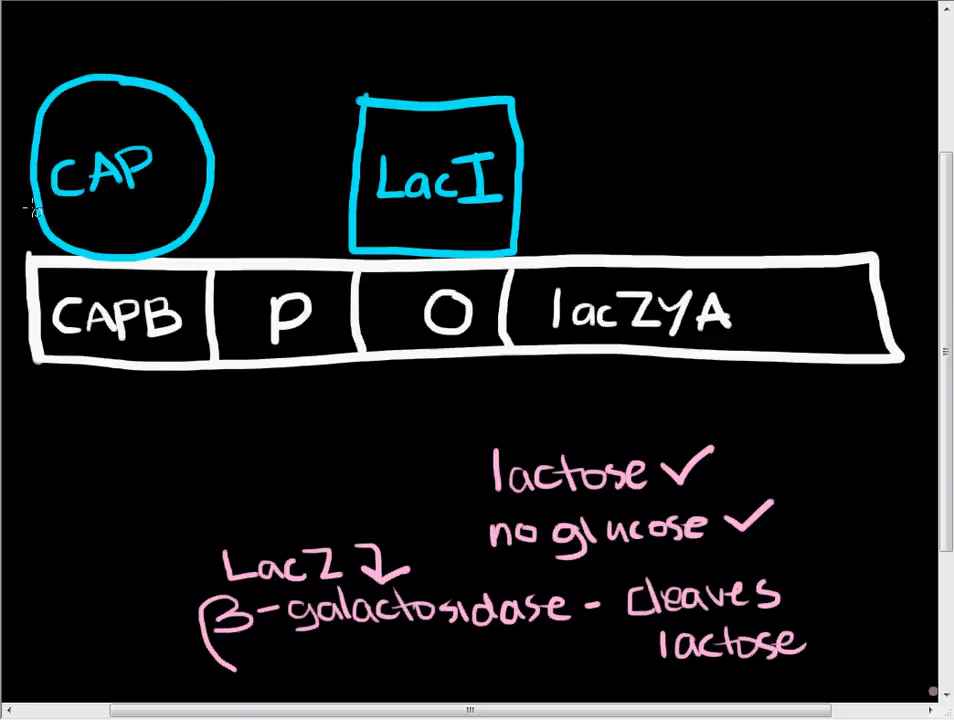 CAP
LacI
CAPB P O lacZYA
lactose ✓
no glucose ✓
LacZ ↴
β-galactosidase - cleaves
lactose